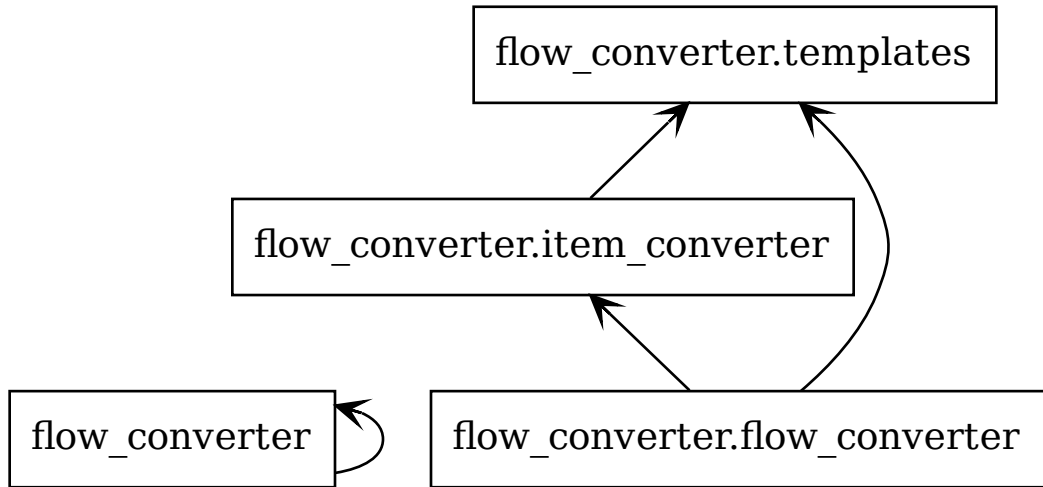 flow_converter.templates
flow_converter.item_converter
flow_converter
flow_converter.flow_converter